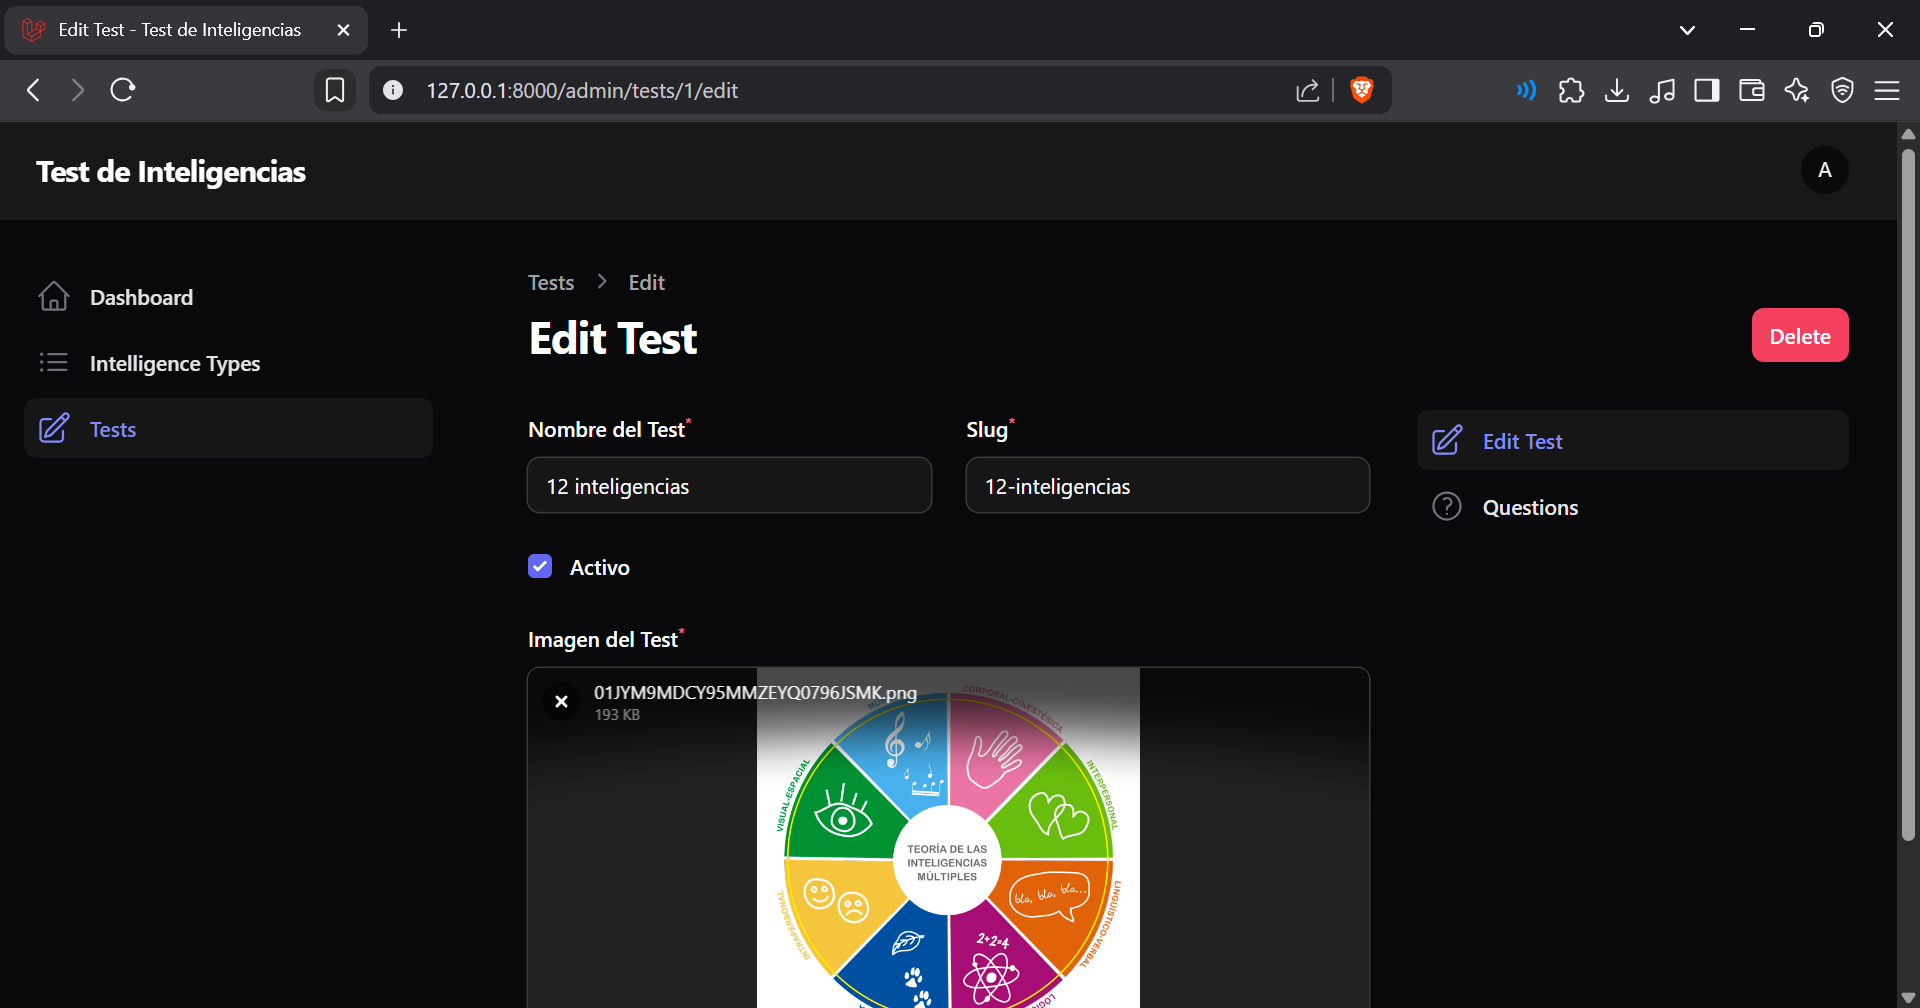 Edit Test - Test de Inteligencias
127.0.0.1:8000/admin/tests/1/edit
Test de Inteligencias
A
Dashboard
Intelligence Types
Tests
Tests > Edit
Edit Test
Delete
Nombre del Test*
Slug*
12 inteligencias
12-inteligencias
Activo
Edit Test
Questions
Imagen del Test*
01JYM9MDCY95MMZEYQ0796JSMK.png
193 KB
CORPORAL-CINESTÉSICA
INTERPERSONAL
VISUAL-ESPACIAL
TEORÍA DE LAS
INTELIGENCIAS
MÚLTIPLES
bla, bla, bla...
LINGÜÍSTICO-VERBAL
INTRAPERSONAL
2+2=4